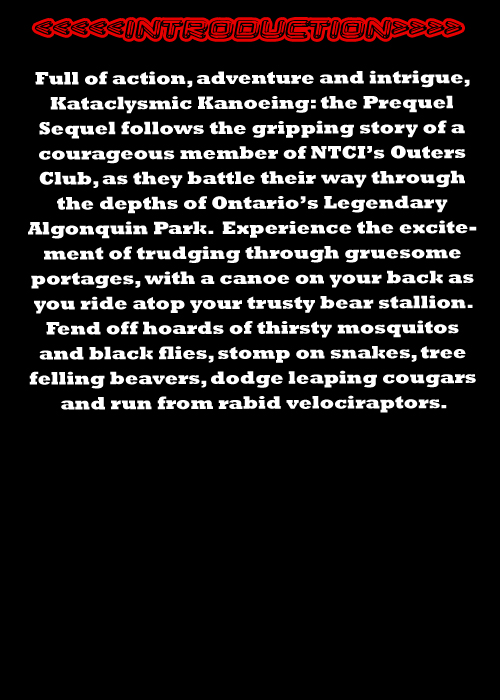 <<<<<INTRODUCTION>>>>>
Full of action, adventure and intrigue,
Kataclysmic Kanoeing: the Prequel
Sequel follows the gripping story of a
courageous member of NTCI's Outers
Club, as they battle their way through
the depths of Ontario's Legendary
Algonquin Park. Experience the excite-
ment of trudging through gruesome
portages, with a canoe on your back as
you ride atop your trusty bear stallion.
Fend off hoards of thirsty mosquitos
and black flies, stomp on snakes, tree
felling beavers, dodge leaping cougars
and run from rabid velociraptors.